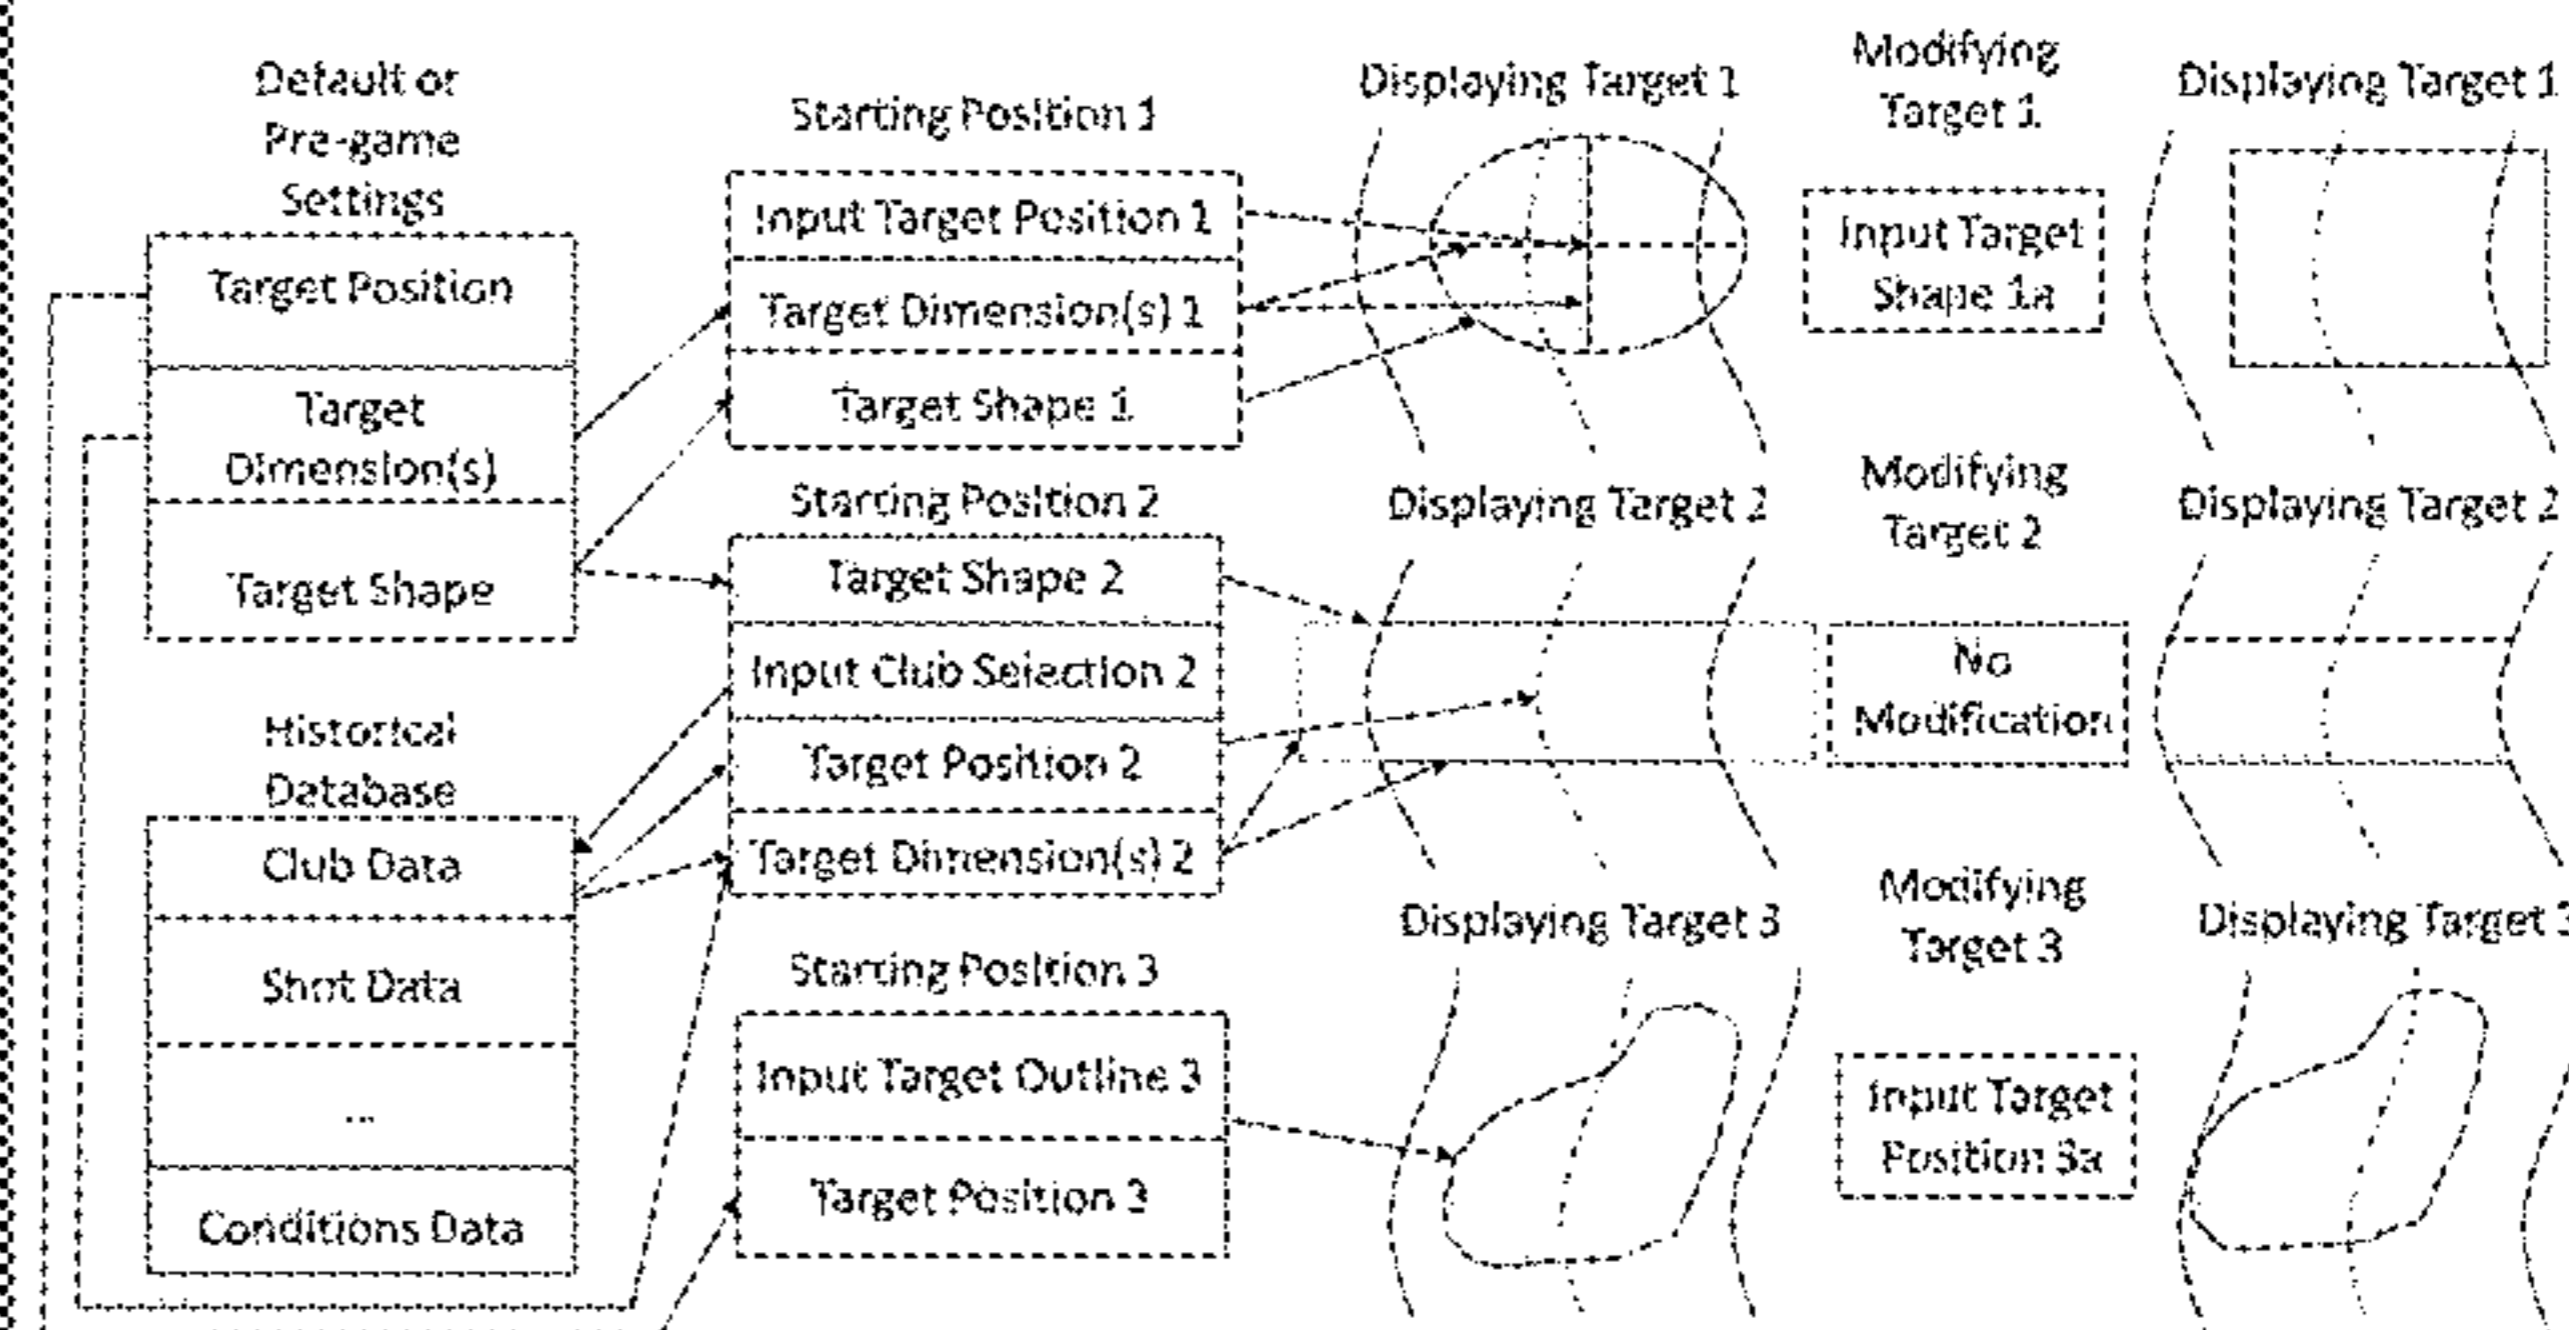 Default or
Pre-game
Settings
Target Position
Target
Dimension(s)
Target Shape
Historical
Database
Club Data
Shot Data
...
Conditions Data
Starting Position 1
Input Target Position 1
Target Dimension(s) 1
Target Shape 1
Starting Position 2
Target Shape 2
Input Club Selection 2
Target Position 2
Target Dimension(s) 2
Starting Position 3
Input Target Outline 3
Target Position 3
Displaying Target 1
Displaying Target 2
Displaying Target 3
Modifying
Target 1
Input Target
Shape 1a
Modifying
Target 2
No
Modification
Modifying
Target 3
Input Target
Position 3a
Displaying Target 1
Displaying Target 2
Displaying Target 3